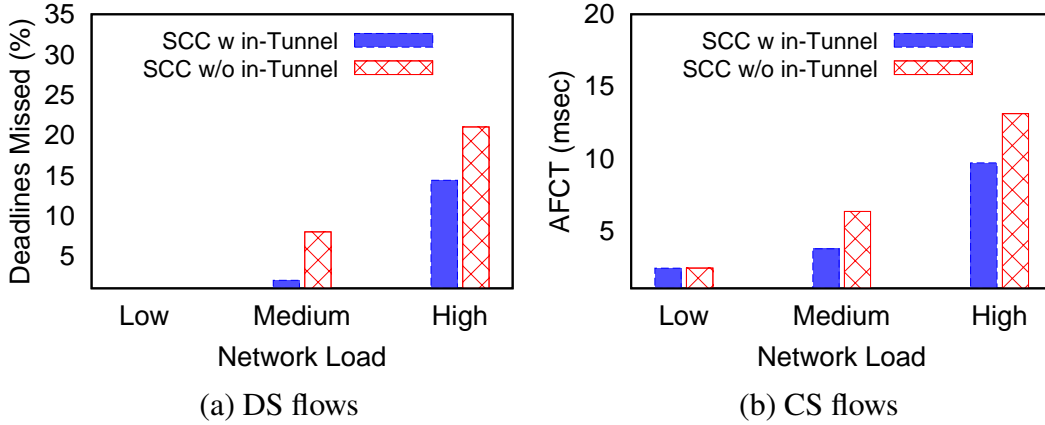 35
30
25
20
15
10
5
Deadlines Missed (%)
SCC w in-Tunnel
SCC w/o in-Tunnel
Low Medium High
Network Load
(a) DS flows
20
15
10
5
AFCT (msec)
SCC w in-Tunnel
SCC w/o in-Tunnel
Low Medium High
Network Load
(b) CS flows